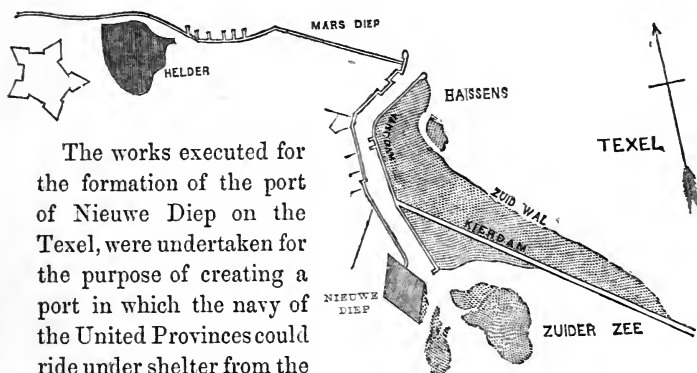 MARS DIEP
HELDER
HAISSENS
VANGDAM
TEXEL
ZUID WAL
KIERDAM
NIEUWE
DIEP
ZUIDER ZEE
The works executed for
the formation of the port
of Nieuwe Diep on the
Texel, were undertaken for
the purpose of creating a
port in which the navy of
the United Provinces could
ride under shelter from the